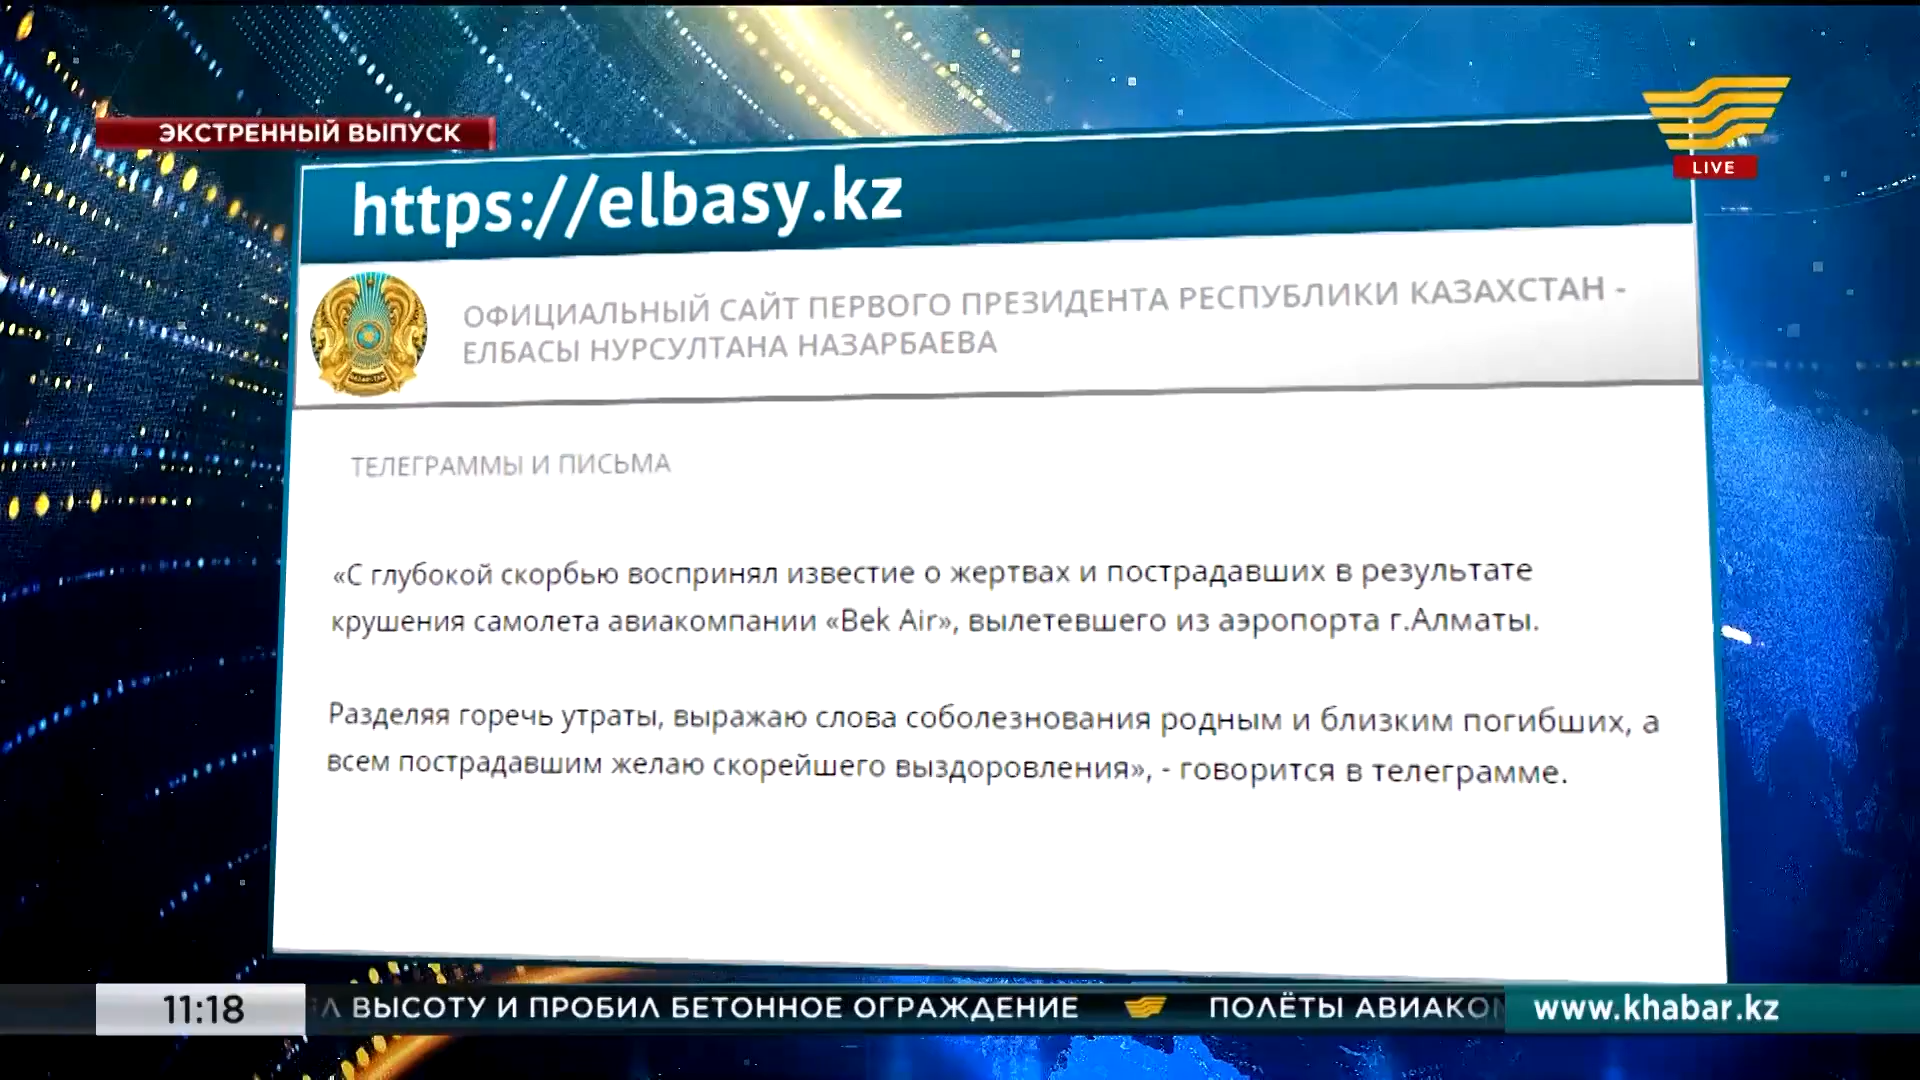 ЭКСТРЕННЫЙ ВЫПУСК
LIVE
https://elbasy.kz
ОФИЦИАЛЬНЫЙ САЙТ ПЕРВОГО ПРЕЗИДЕНТА РЕСПУБЛИКИ КАЗАХСТАН -
ЕЛБАСЫ НУРСУЛТАНА НАЗАРБАЕВА
ТЕЛЕГРАММЫ И ПИСЬМА
«С глубокой скорбью воспринял известие о жертвах и пострадавших в результате
крушения самолета авиакомпании «Bek Air», вылетевшего из аэропорта г.Алматы.
Разделяя горечь утраты, выражаю слова соболезнования родным и близким погибших, а
всем пострадавшим желаю скорейшего выздоровления», - говорится в телеграмме.
11:18 ВЫСОТУ И ПРОБИЛ БЕТОННОЕ ОГРАЖДЕНИЕ ПОЛЁТЫ www.khabar.kz